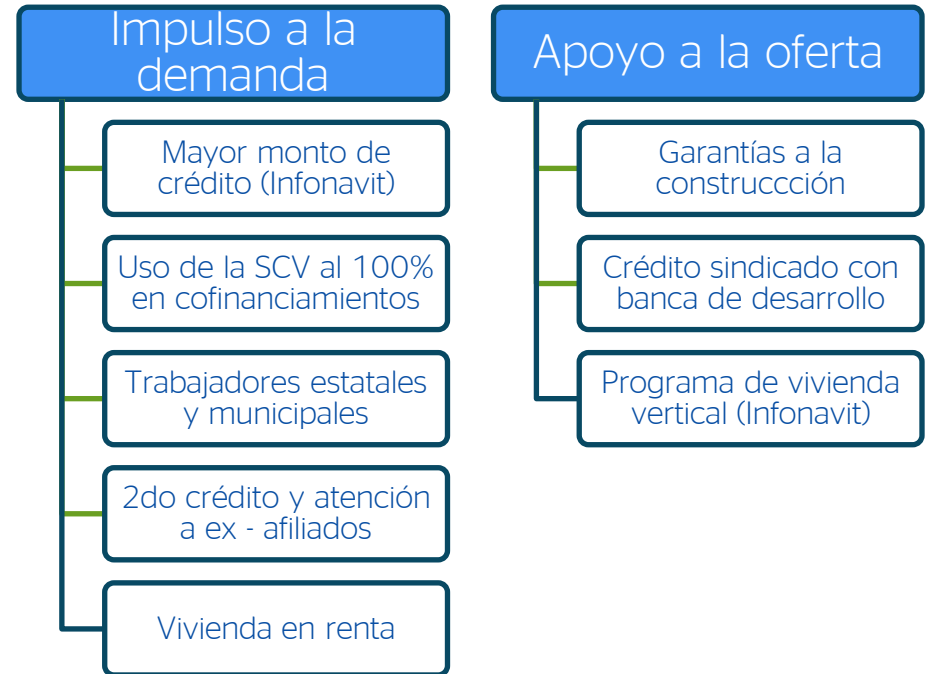 Impulso a la
demanda
Mayor monto de
crédito (Infonavit)
Uso de la SCV al 100%
en cofinanciamientos
Trabajadores estatales
y municipales
2do crédito y atención
a ex - afiliados
Vivienda en renta
Apoyo a la oferta
Garantías a la
construccción
Crédito sindicado con
banca de desarrollo
Programa de vivienda
vertical (Infonavit)